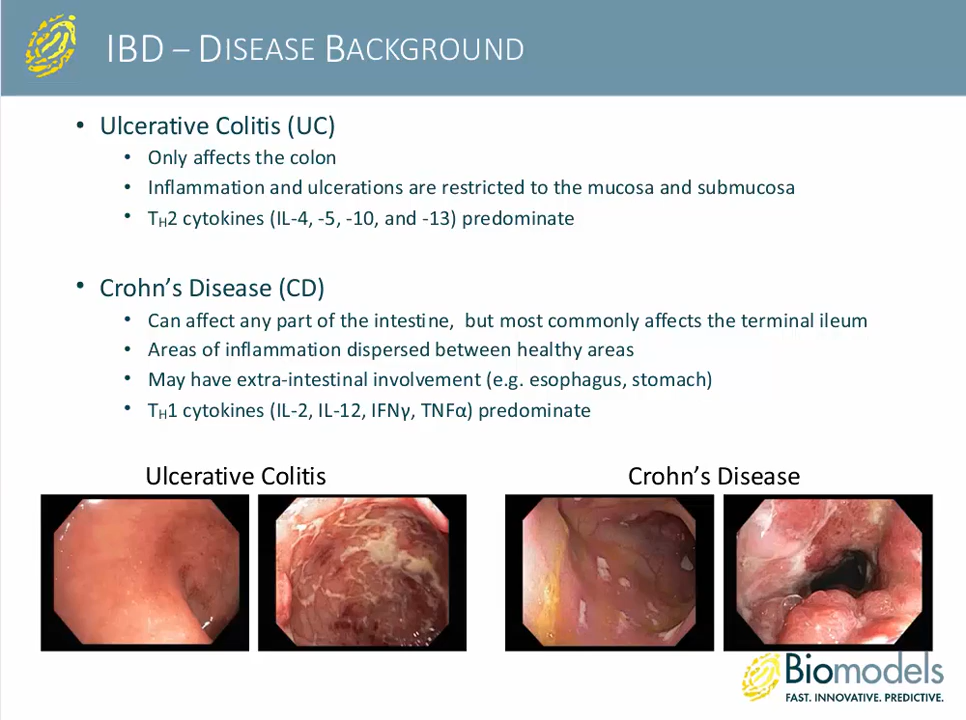 IBD – DISEASE BACKGROUND
• Ulcerative Colitis (UC)
• Only affects the colon
• Inflammation and ulcerations are restricted to the mucosa and submucosa
• TH2 cytokines (IL-4, -5, -10, and -13) predominate
• Crohn’s Disease (CD)
• Can affect any part of the intestine,  but most commonly affects the terminal ileum
• Areas of inflammation dispersed between healthy areas
• May have extra-intestinal involvement (e.g. esophagus, stomach)
• TH1 cytokines (IL-2, IL-12, IFNγ, TNFα) predominate
Ulcerative Colitis
Crohn’s Disease
Biomodels
FAST. INNOVATIVE. PREDICTIVE.